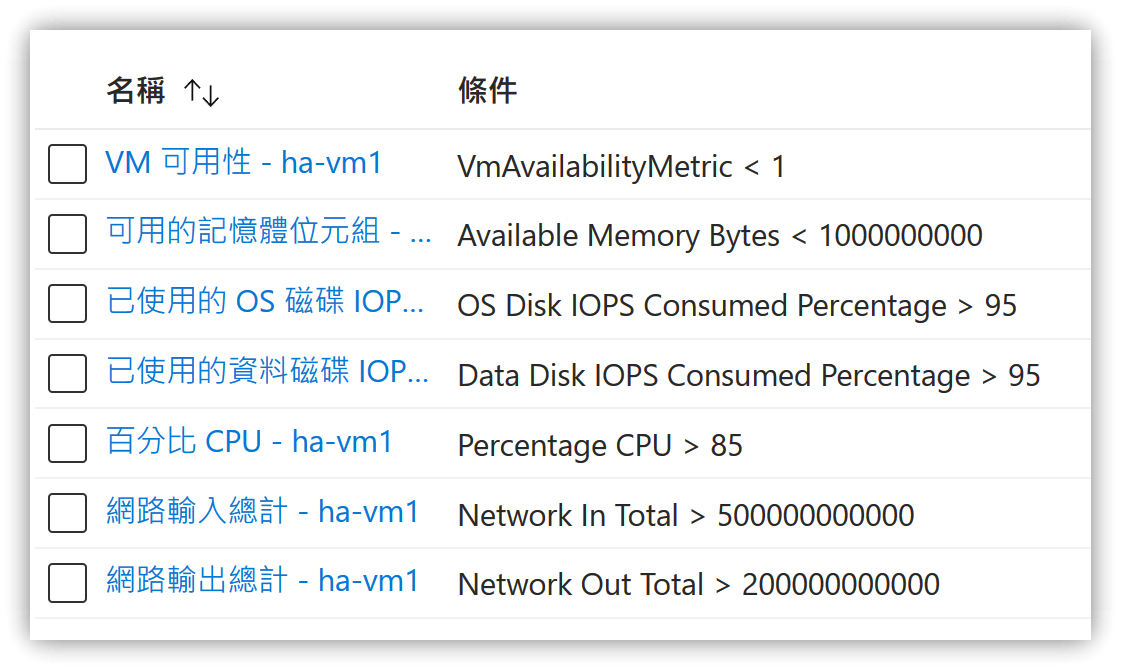 名稱 ↑↓ 條件
VM 可用性 - ha-vm1 VmAvailabilityMetric < 1
可用的記憶體位元組 - ... Available Memory Bytes < 1000000000
已使用的 OS 磁碟 IOP... OS Disk IOPS Consumed Percentage > 95
已使用的資料磁碟 IOP... Data Disk IOPS Consumed Percentage > 95
百分比 CPU - ha-vm1 Percentage CPU > 85
網路輸入總計 - ha-vm1 Network In Total > 500000000000
網路輸出總計 - ha-vm1 Network Out Total > 200000000000